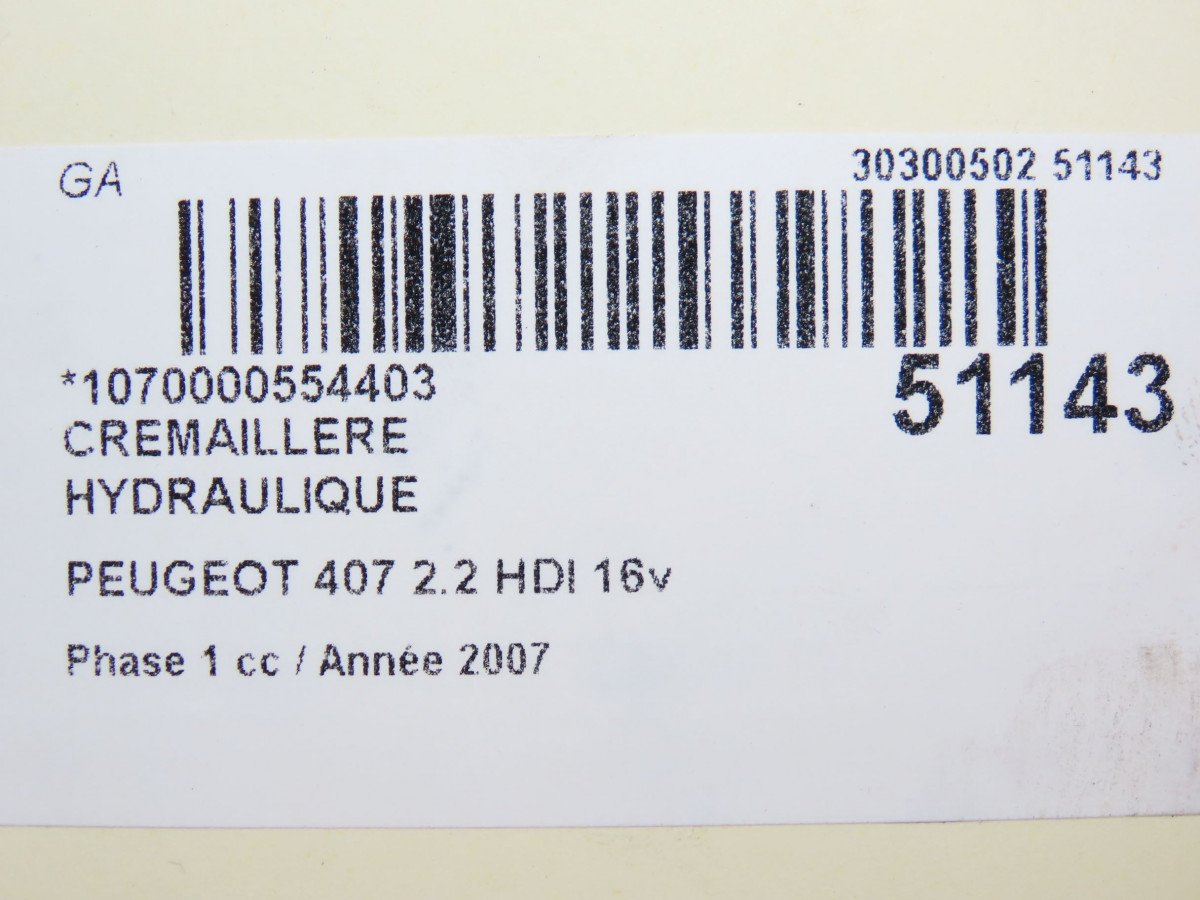 GA
30300502 51143
*1070000554403
51143
CREMAILLERE
HYDRAULIQUE
PEUGEOT 407 2.2 HDI 16v
Phase 1 cc / Année 2007